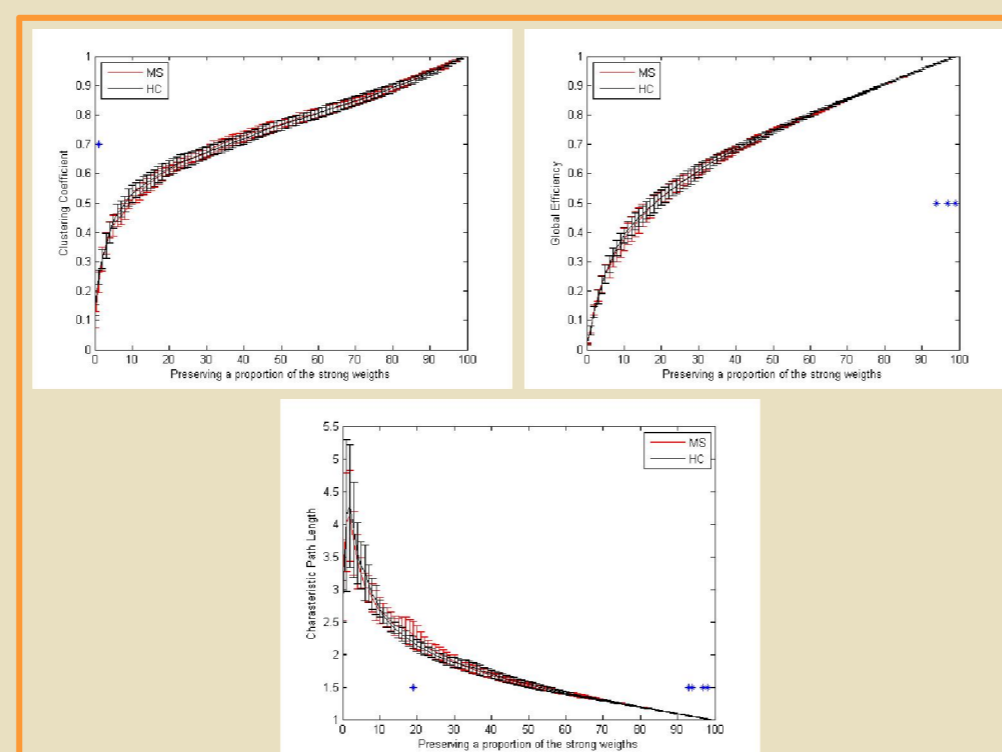 1
0.9
0.8
0.7
0.6
0.5
0.4
0.3
0.2
0.1
0
Clustering Coefficient
MS
HC
0 10 20 30 40 50 60 70 80 90 100
Preserving a proportion of the strong weigths
1
0.9
0.8
0.7
0.6
0.5
0.4
0.3
0.2
0.1
0
Global Efficiency
MS
HC
0 10 20 30 40 50 60 70 80 90 100
Preserving a proportion of the strong weigths
5.5
5
4.5
4
3.5
3
2.5
2
1.5
1
Charasteristic Path Length
MS
HC
0 10 20 30 40 50 60 70 80 90 100
Preserving a proportion of the strong weigths